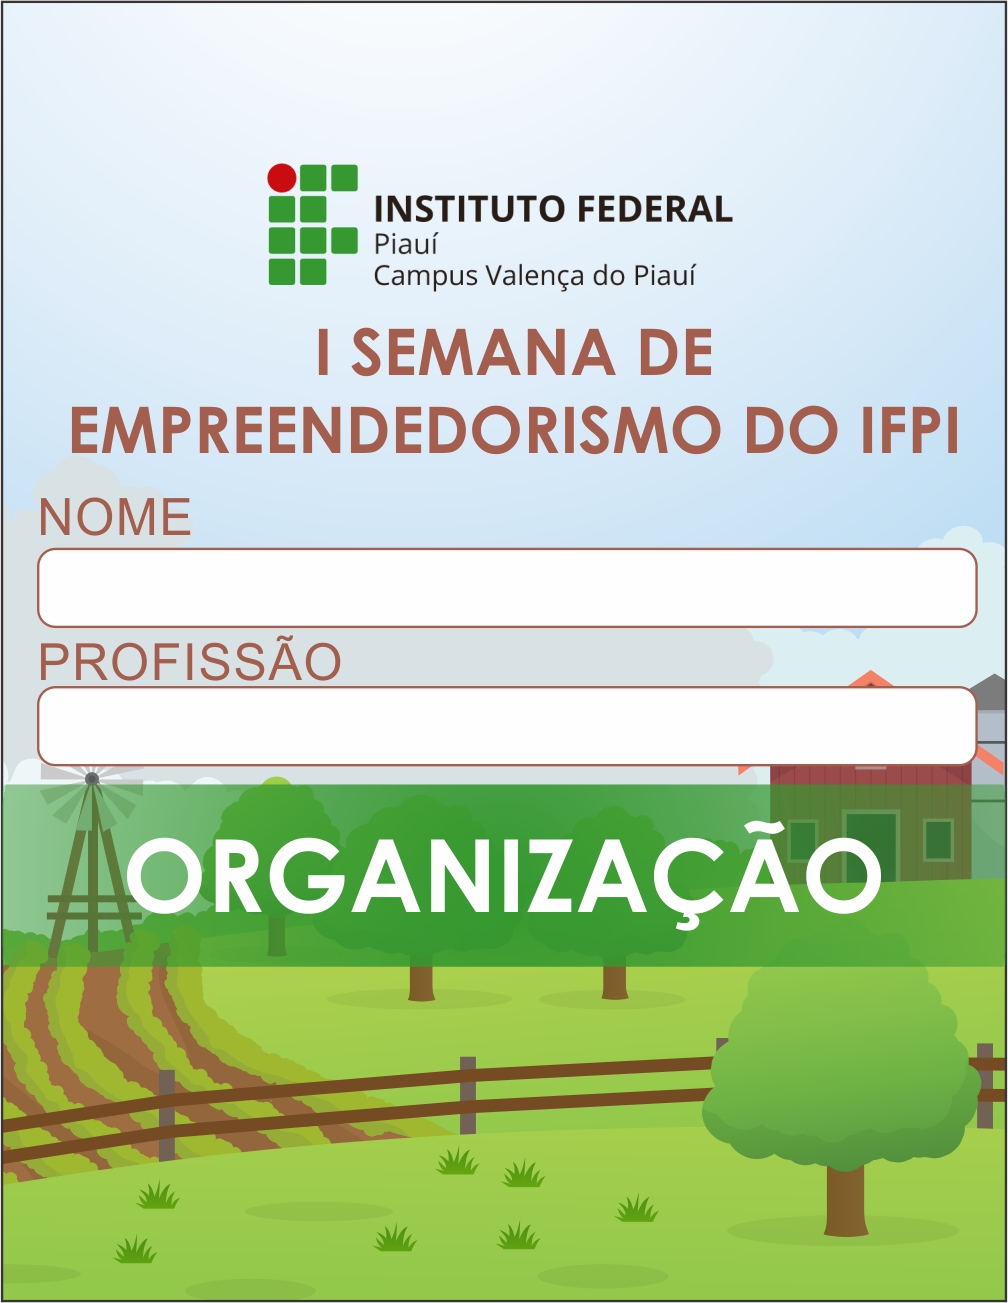 INSTITUTO FEDERAL
Piauí
Campus Valença do Piauí
I SEMANA DE
EMPREENDEDORISMO DO IFPI
NOME
PROFISSÃO
ORGANIZAÇÃO